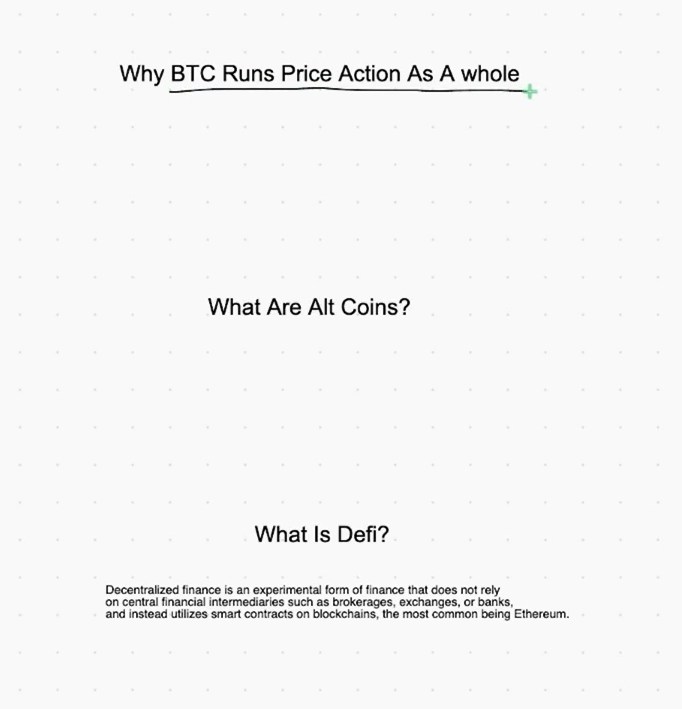 Why BTC Runs Price Action As A whole
What Are Alt Coins?
What Is Defi?
Decentralized finance is an experimental form of finance that does not rely
on central financial intermediaries such as brokerages, exchanges, or banks,
and instead utilizes smart contracts on blockchains, the most common being Ethereum.